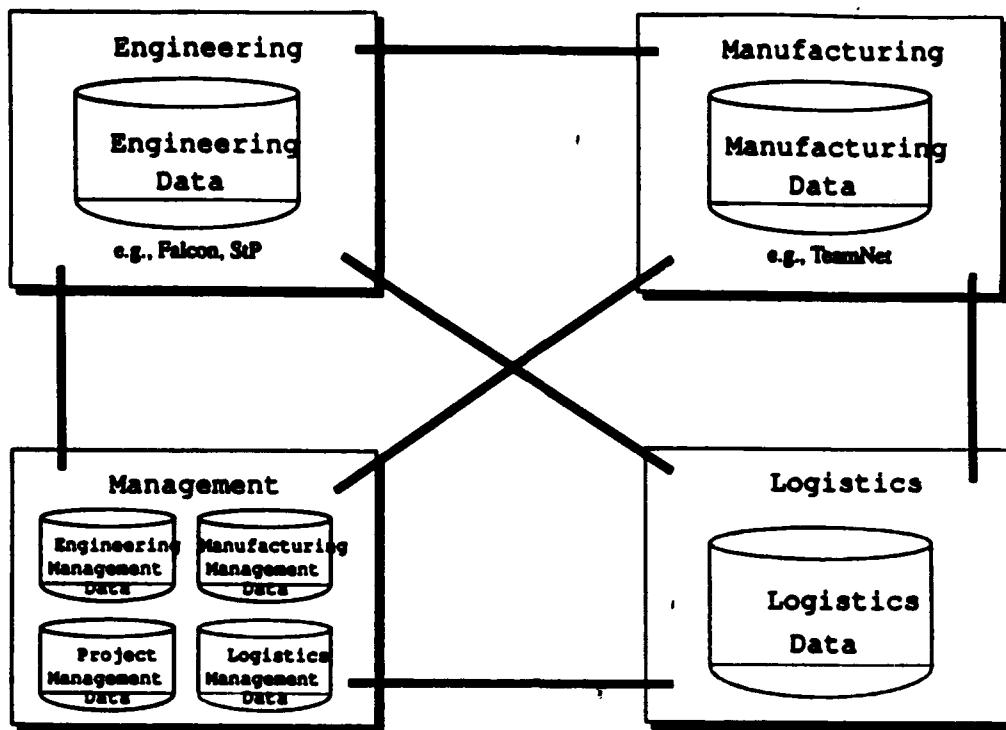 Engineering
Engineering
Data
e.g., Falcon, StP
Manufacturing
Manufacturing
Data
e.g., TeamNet
Management
Engineering
Management
Data
Manufacturing
Management
Data
Project
Management
Data
Logistics
Management
Data
Logistics
Logistics
Data